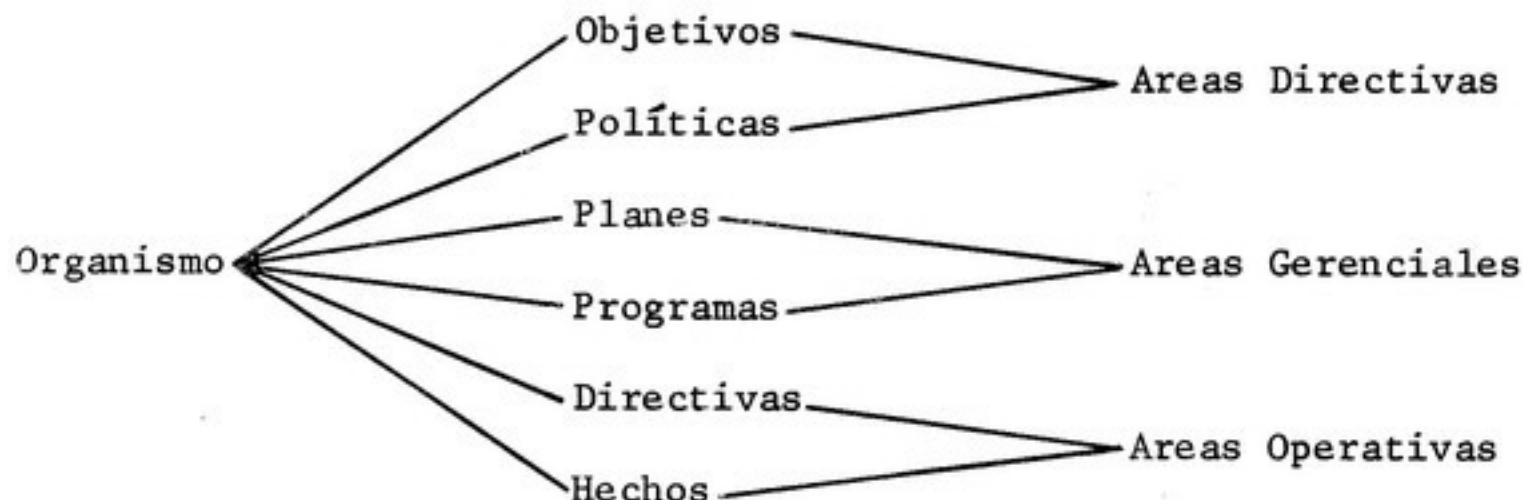 Objetivos
Areas Directivas
Políticas
Planes
Organismo
Areas Gerenciales
Programas
Directivas
Areas Operativas
Hechos